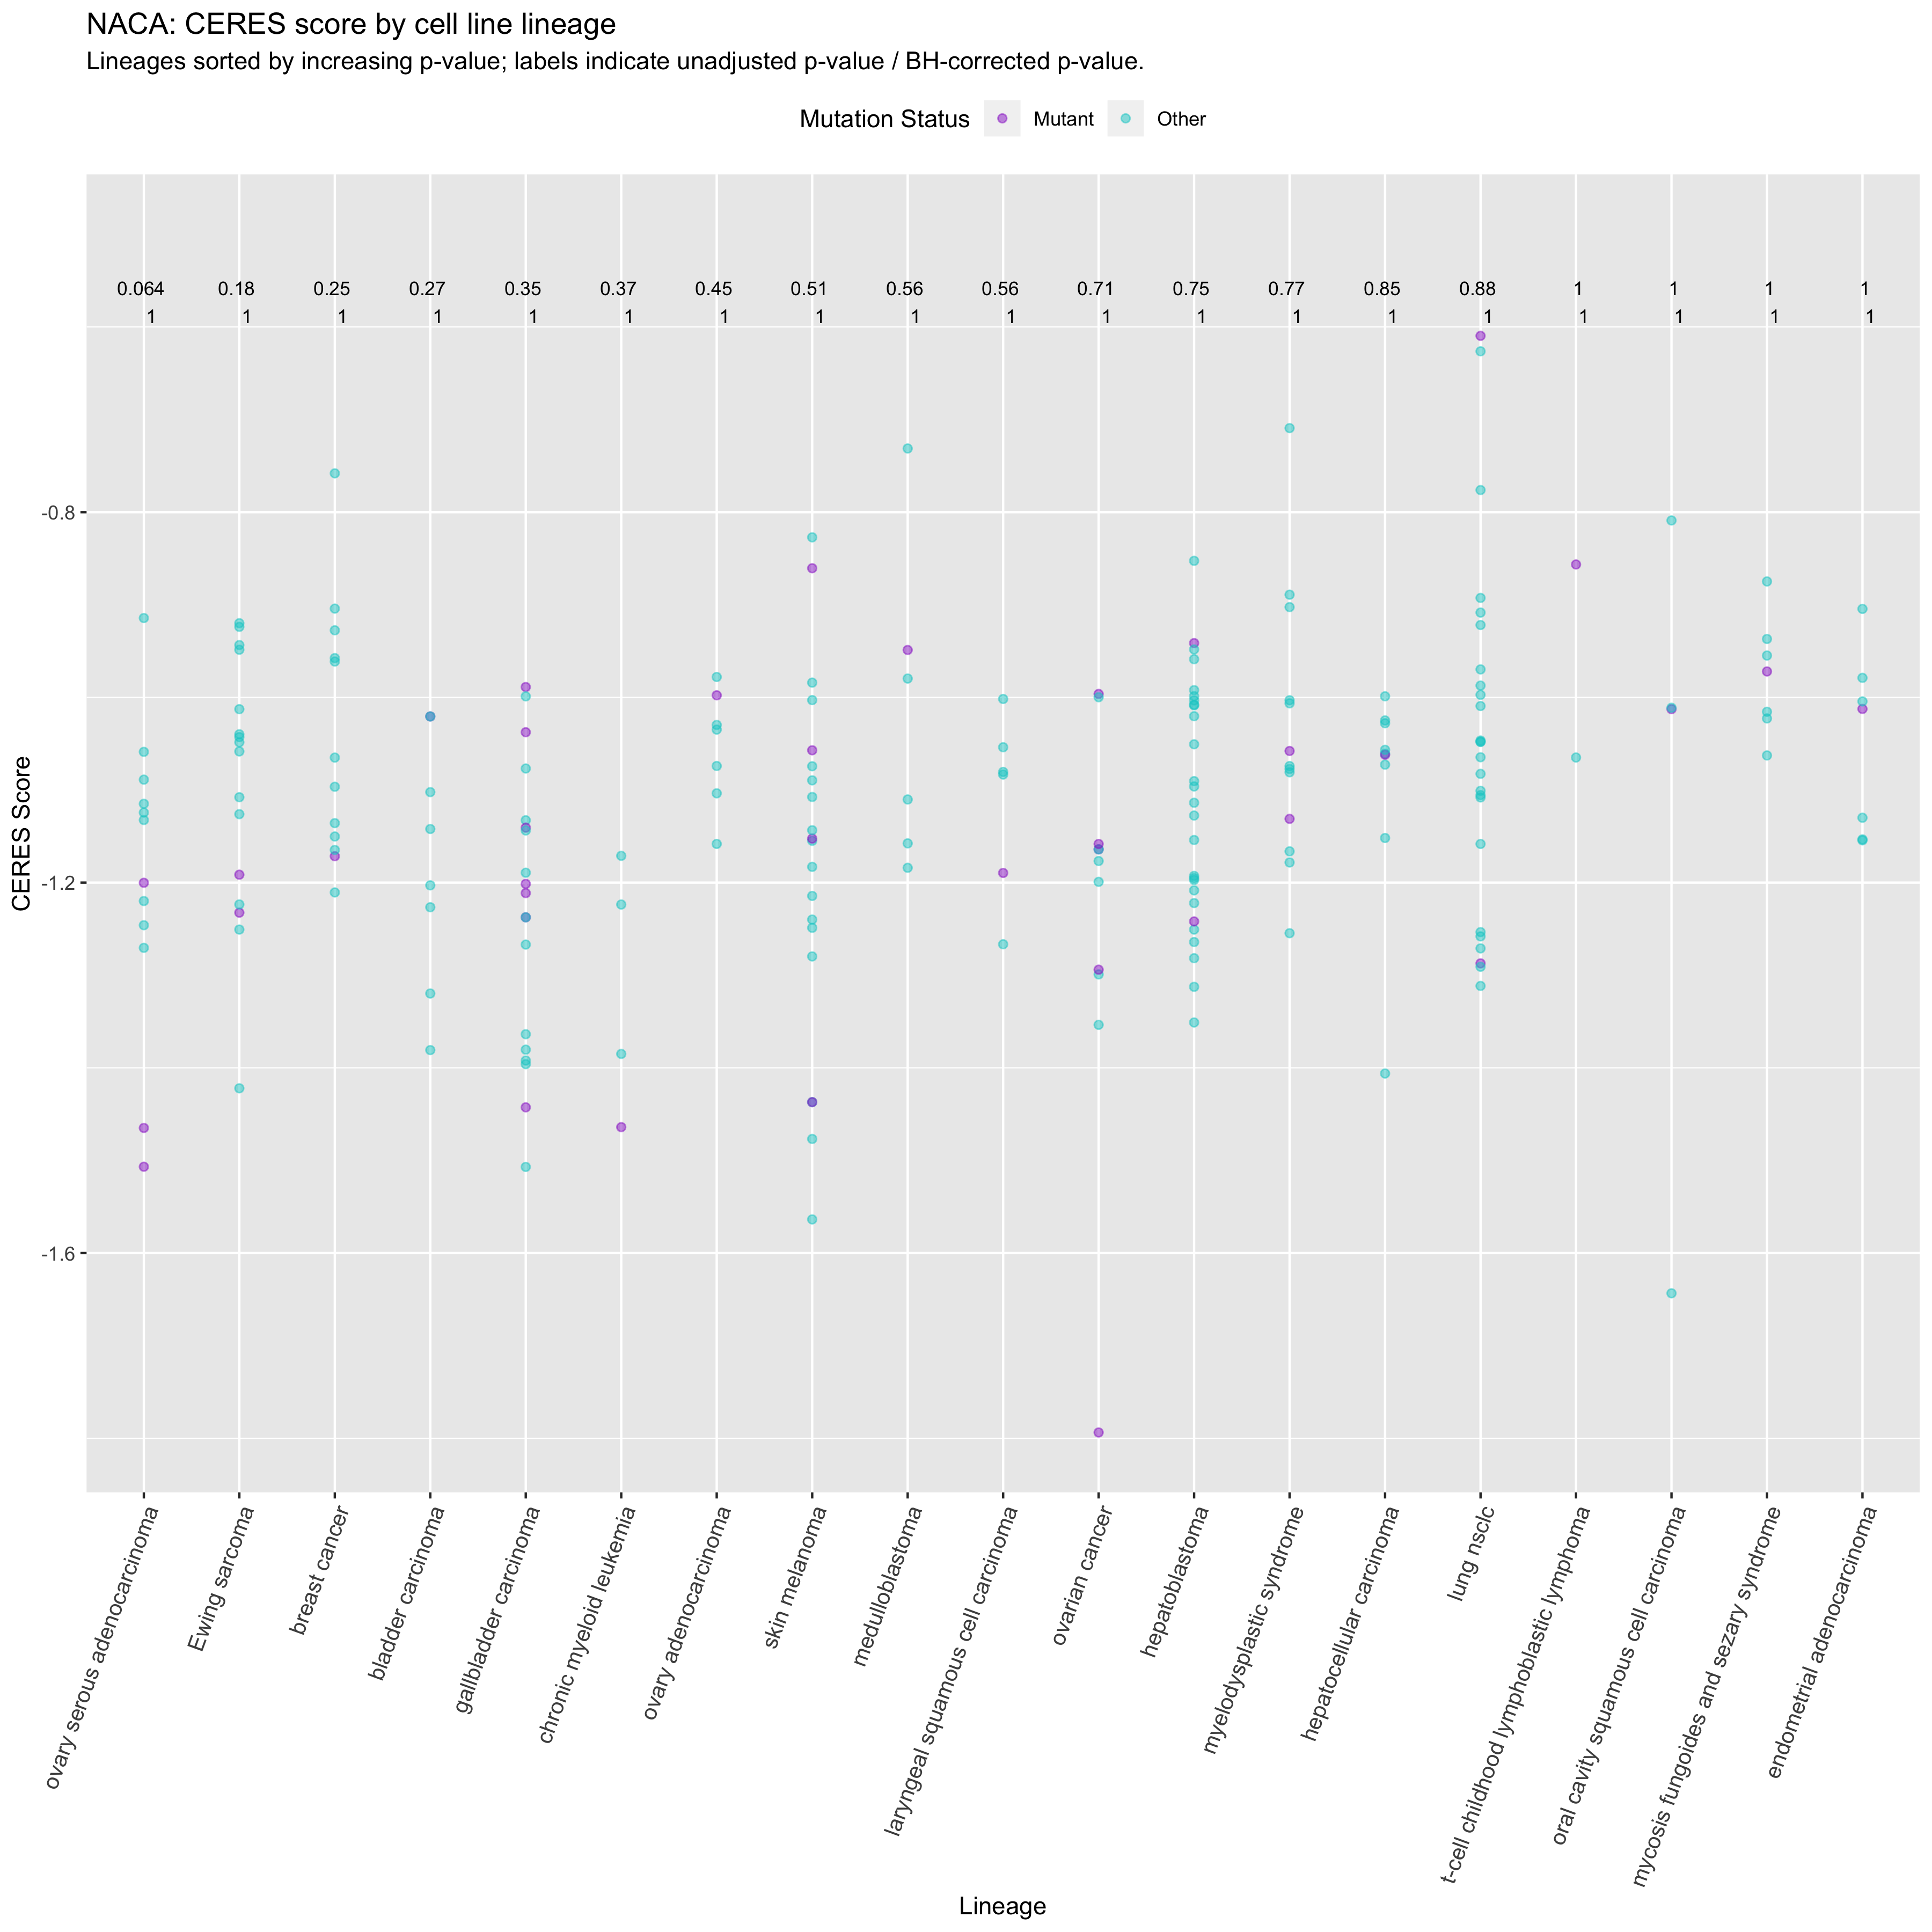 NACA: CERES score by cell line lineage
Lineages sorted by increasing p-value; labels indicate unadjusted p-value / BH-corrected p-value.
Mutation Status Mutant Other
0.064 0.18 0.25 0.27 0.35 0.37 0.45 0.51 0.56 0.56 0.71 0.75 0.77 0.85 0.88 1 1 1 1
1 1 1 1 1 1 1 1 1 1 1 1 1 1 1 1 1 1 1
-0.8
-1.2
-1.6
CERES Score
ovary serous adenocarcinoma
Ewing sarcoma
breast cancer
bladder carcinoma
gallbladder carcinoma
chronic myeloid leukemia
ovary adenocarcinoma
skin melanoma
medulloblastoma
laryngeal squamous cell carcinoma
ovarian cancer
hepatoblastoma
myelodysplastic syndrome
hepatocellular carcinoma
lung nsclc
t-cell childhood lymphoblastic lymphoma
oral cavity squamous cell carcinoma
mycosis fungoides and sezary syndrome
endometrial adenocarcinoma
Lineage